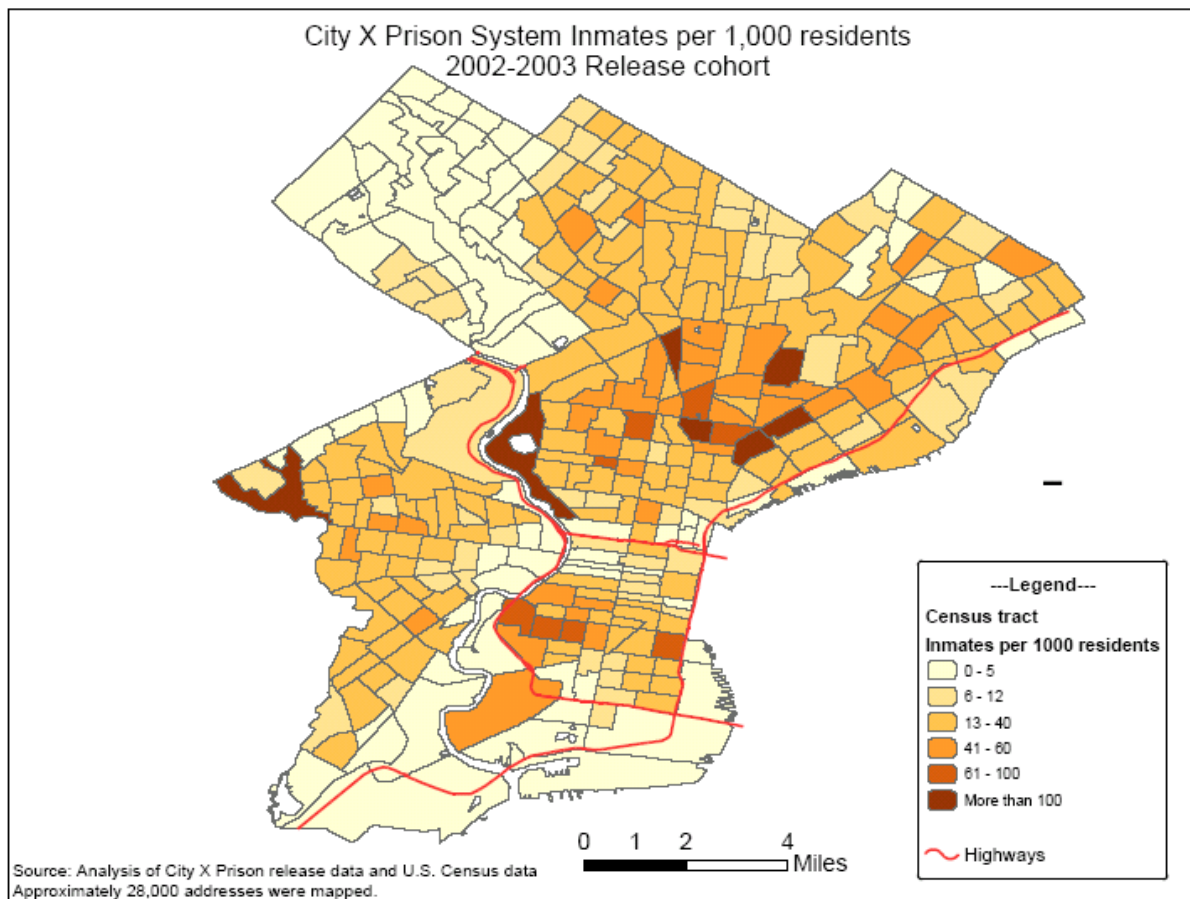 City X Prison System Inmates per 1,000 residents
2002-2003 Release cohort
---Legend---
Census tract
Inmates per 1000 residents
0 - 5
6 - 12
13 - 40
41 - 60
61 - 100
More than 100
Highways
0 1 2 4
Miles
Source: Analysis of City X Prison release data and U.S. Census data
Approximately 28,000 addresses were mapped.